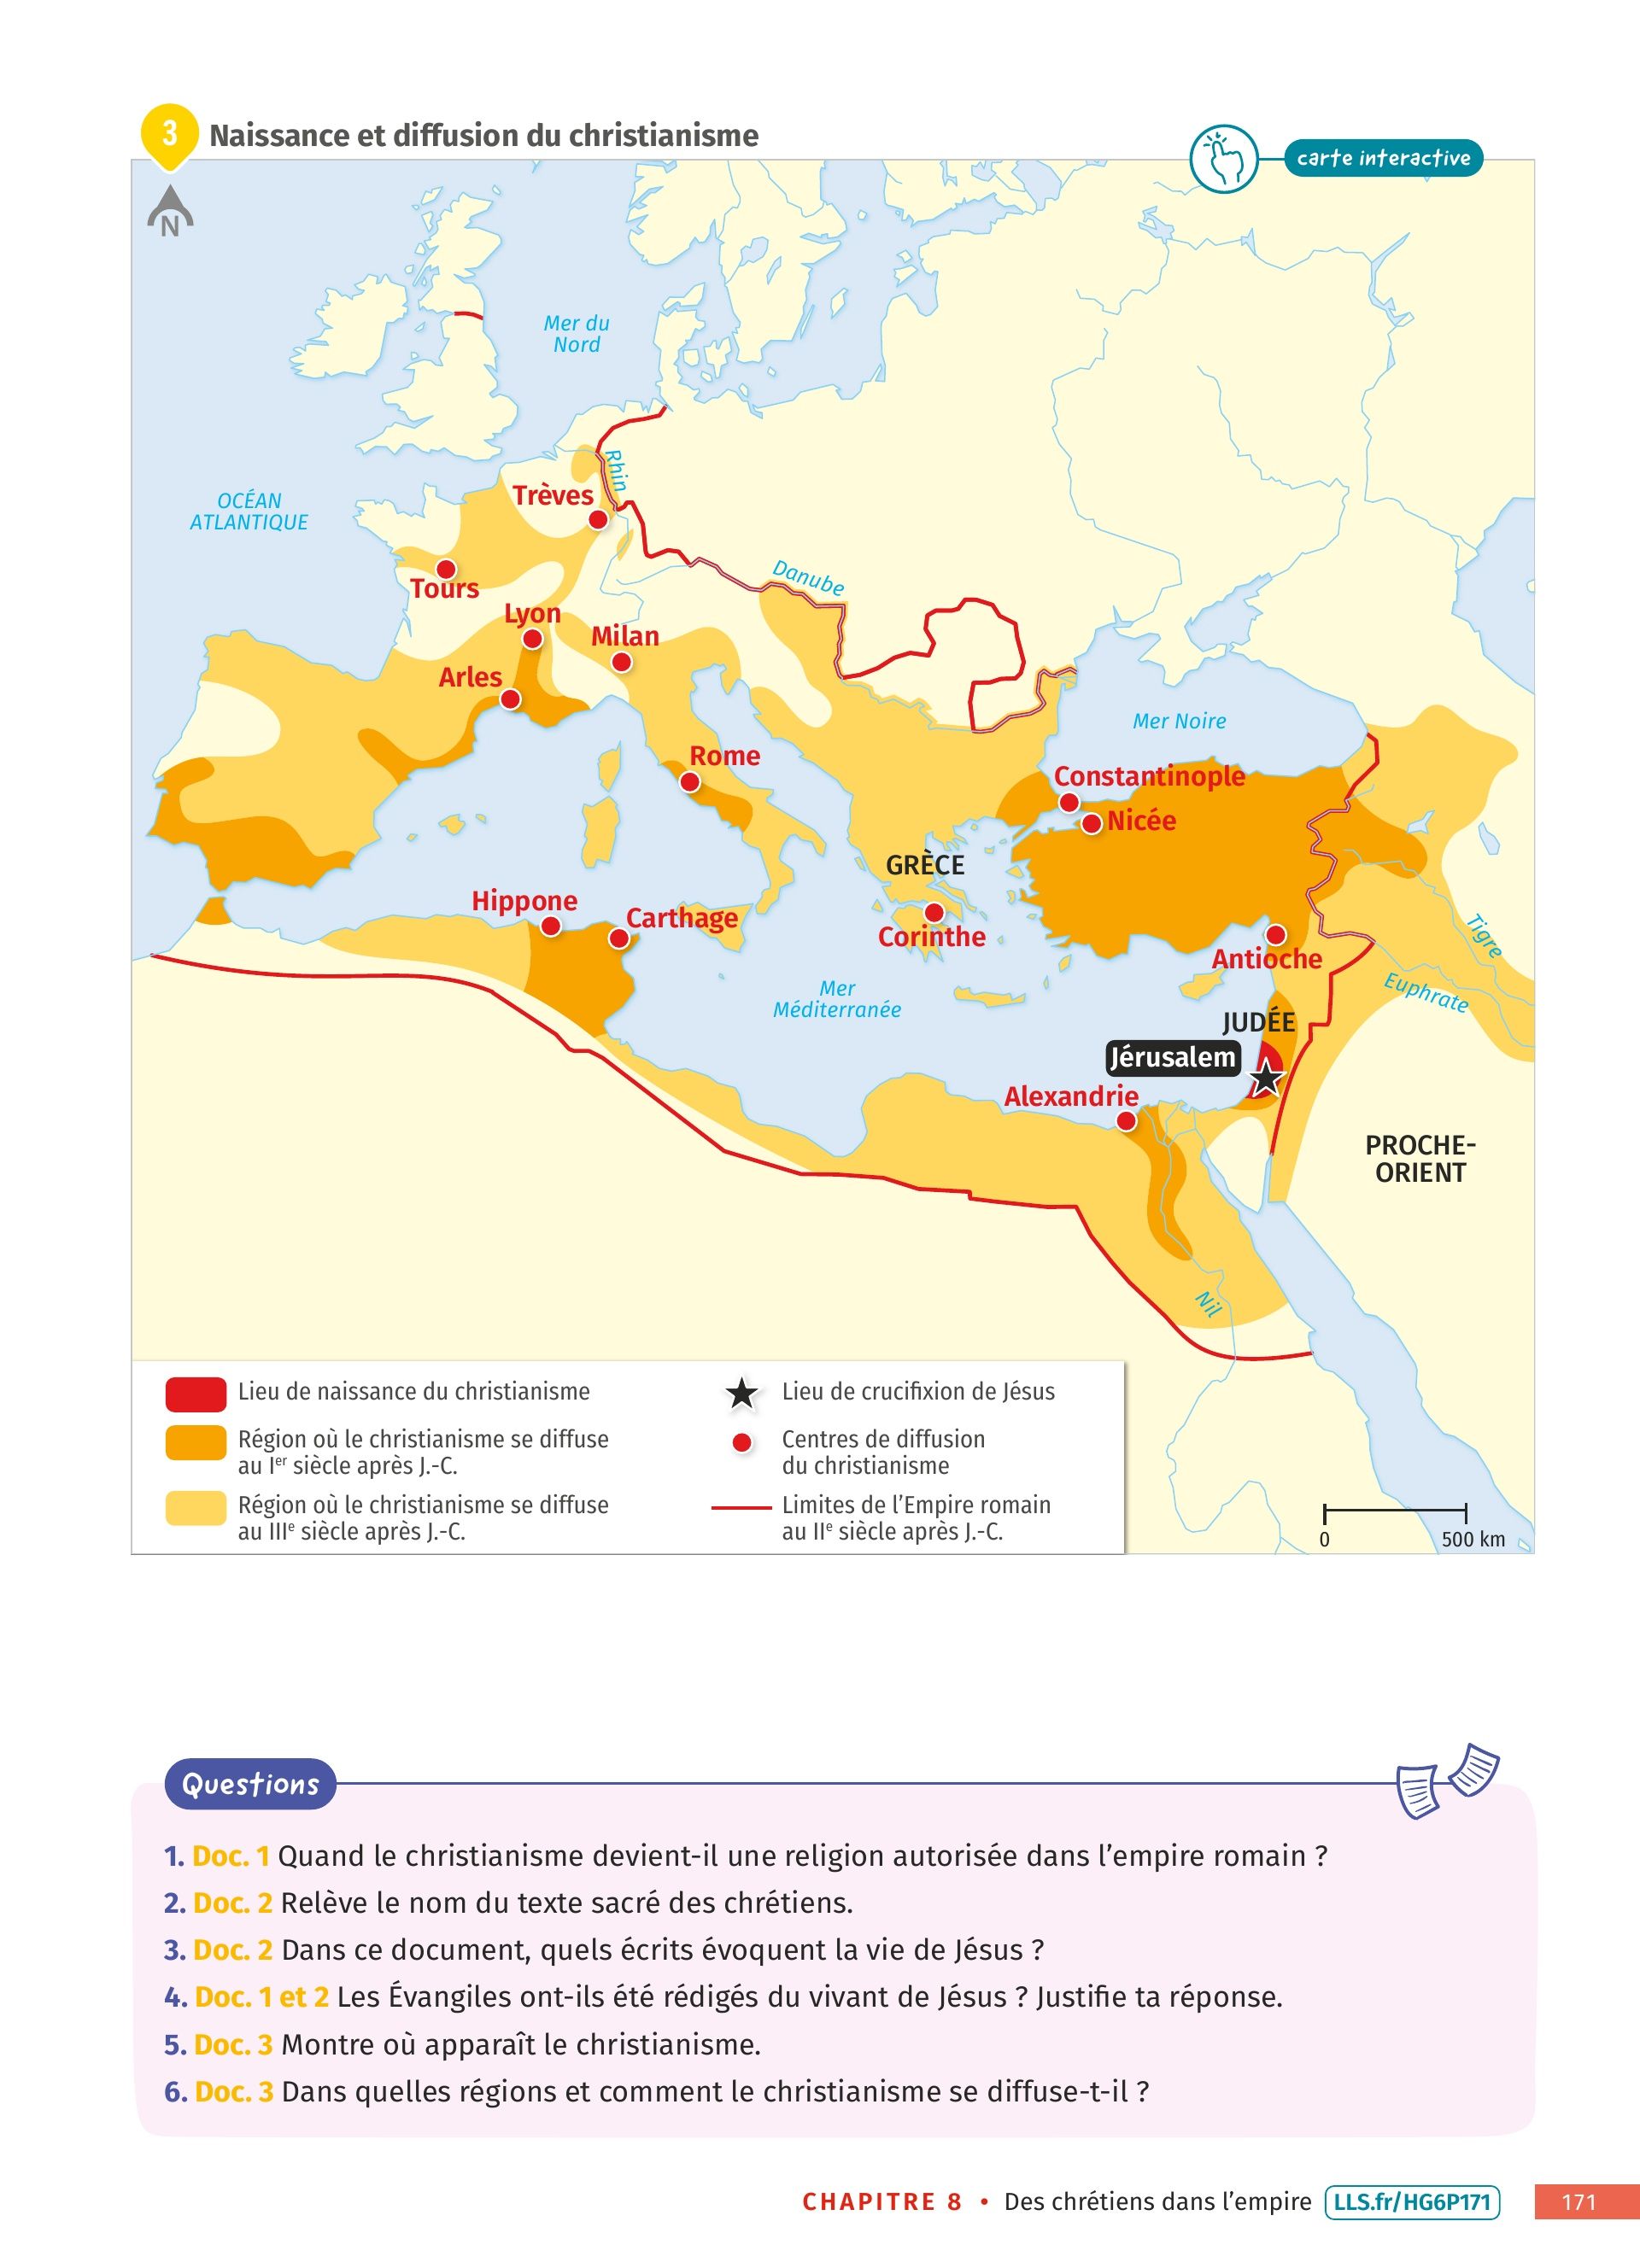 3
Naissance et diffusion du christianisme
carte interactive
N
Mer du
Nord
OCÉAN
ATLANTIQUE
Rhin
Trèves
Danube
Tours
Lyon
Milan
Arles
Mer Noire
Rome
Constantinople
Nicée
GRÈCE
Hippone
Carthage
Corinthe
Antioche
Tigre
Euphrate
Mer
Méditerranée
JUDÉE
Jérusalem
Alexandrie
PROCHE-
ORIENT
Nil
Lieu de naissance du christianisme
Région où le christianisme se diffuse
au Ier siècle après J.-C.
Région où le christianisme se diffuse
au IIIe siècle après J.-C.
Lieu de crucifixion de Jésus
Centres de diffusion
du christianisme
Limites de l’Empire romain
au IIe siècle après J.-C.
0 500 km
Questions
1. Doc. 1 Quand le christianisme devient-il une religion autorisée dans l’empire romain ?
2. Doc. 2 Relève le nom du texte sacré des chrétiens.
3. Doc. 2 Dans ce document, quels écrits évoquent la vie de Jésus ?
4. Doc. 1 et 2 Les Évangiles ont-ils été rédigés du vivant de Jésus ? Justifie ta réponse.
5. Doc. 3 Montre où apparaît le christianisme.
6. Doc. 3 Dans quelles régions et comment le christianisme se diffuse-t-il ?
CHAPITRE 8 • Des chrétiens dans l’empire LLS.fr/HG6P171 171